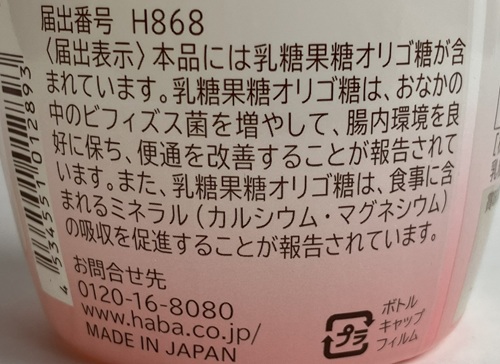 届出番号 H868
〈届出表示〉本品には乳糖果糖オリゴ糖が含
まれています。乳糖果糖オリゴ糖は、おなかの
中のビフィズス菌を増やして、腸内環境を良
好に保ち、便通を改善することが報告されて
います。また、乳糖果糖オリゴ糖は、食事に含
まれるミネラル(カルシウム・マグネシウム)
の吸収を促進することが報告されています。
お問合せ先
0120-16-8080
www.haba.co.jp/
MADE IN JAPAN
プラ
ボトル
キャップ
フィルム
4 534551 012893